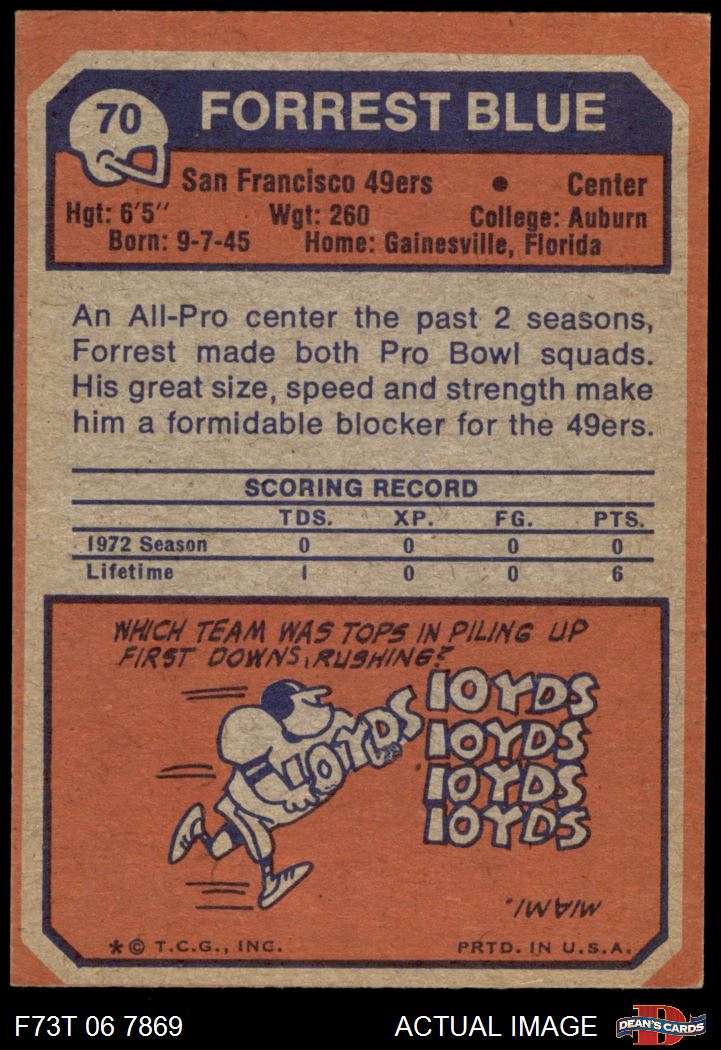 70
FORREST BLUE
San Francisco 49ers • Center
Hgt: 6'5" Wgt: 260 College: Auburn
Born: 9-7-45 Home: Gainesville, Florida
An All-Pro center the past 2 seasons,
Forrest made both Pro Bowl squads.
His great size, speed and strength make
him a formidable blocker for the 49ers.
SCORING RECORD
TDS. XP. FG. PTS.
1972 Season 0 0 0 0
Lifetime 1 0 0 6
WHICH TEAM WAS TOPS IN PILING UP
FIRST DOWNS, RUSHING?
10YDS
10YDS
10YDS
10YDS
10YDS
MIAMI.
* © T.C.G., INC. PRTD. IN U.S.A.
F73T 06 7869 ACTUAL IMAGE
D
DEAN'S CARDS